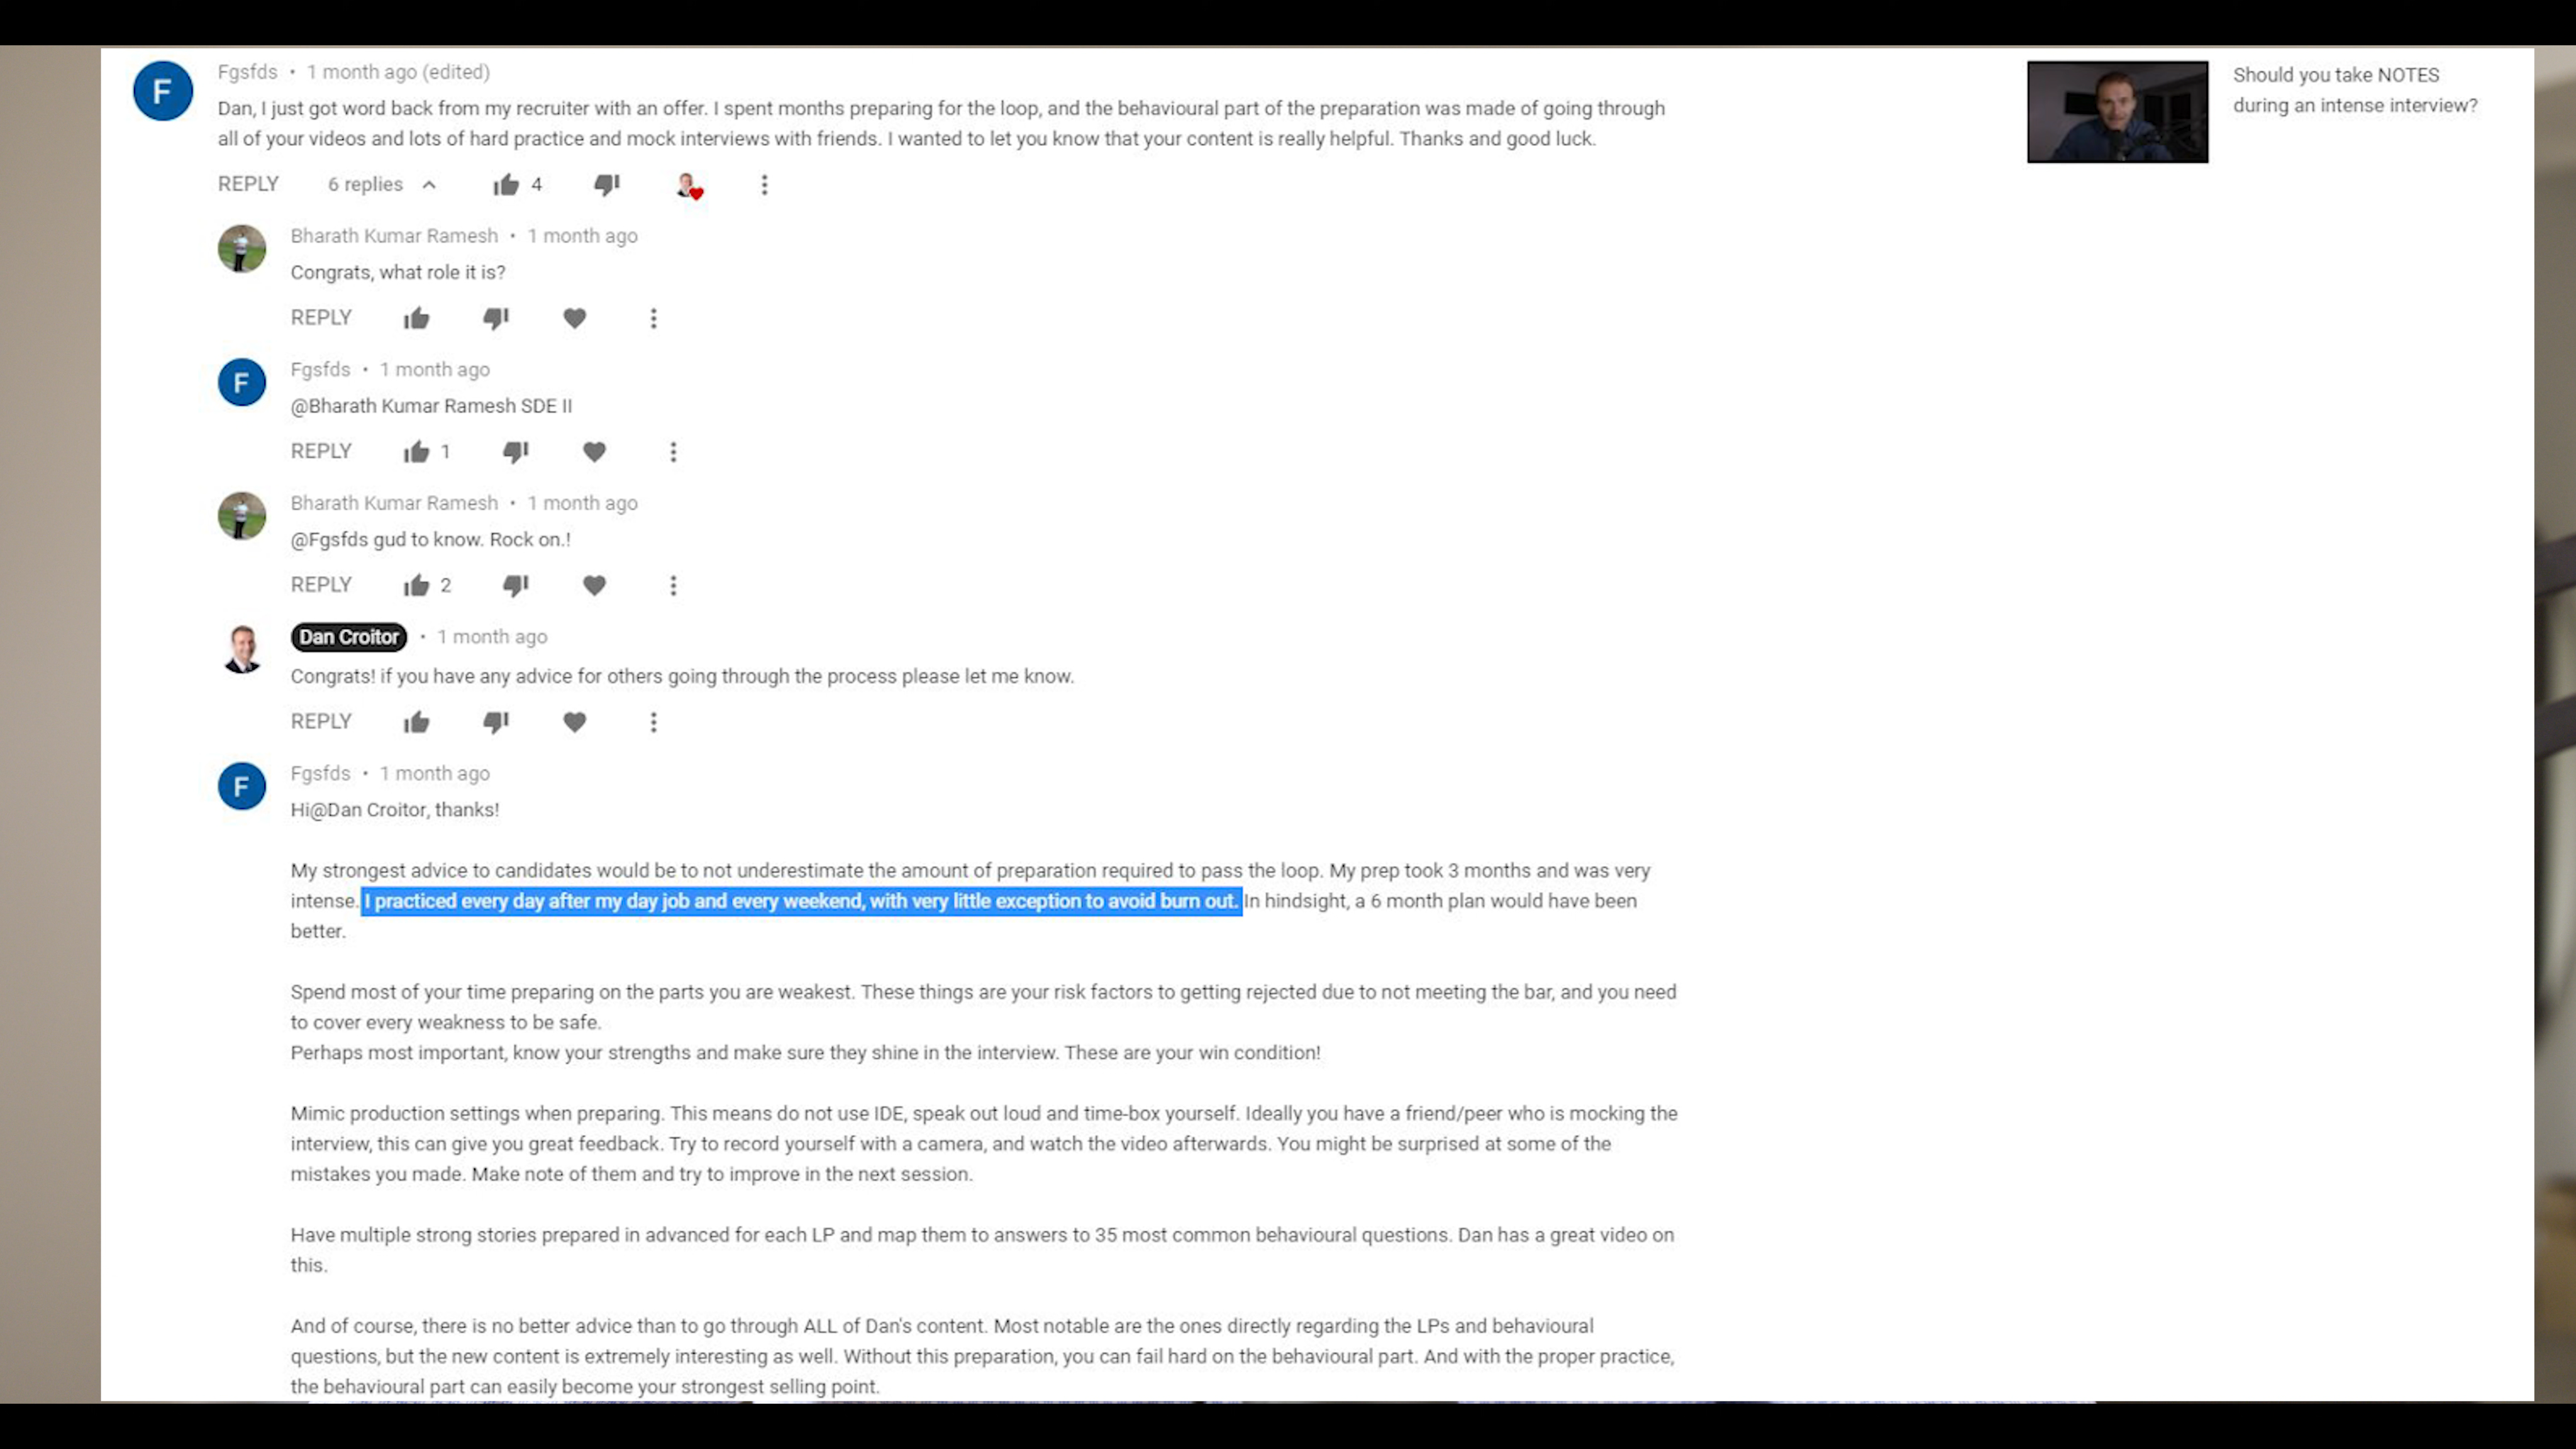 Fgsfds • 1 month ago (edited)
Dan, I just got word back from my recruiter with an offer. I spent months preparing for the loop, and the behavioural part of the preparation was made of going through
all of your videos and lots of hard practice and mock interviews with friends. I wanted to let you know that your content is really helpful. Thanks and good luck.
REPLY 6 replies 4
Should you take NOTES
during an intense interview?
F
Bharath Kumar Ramesh • 1 month ago
Congrats, what role it is?
REPLY
F
Fgsfds • 1 month ago
@Bharath Kumar Ramesh SDE II
REPLY 1
Bharath Kumar Ramesh • 1 month ago
@Fgsfds gud to know. Rock on.!
REPLY 2
Dan Croitor • 1 month ago
Congrats! if you have any advice for others going through the process please let me know.
REPLY
F
Fgsfds • 1 month ago
Hi@Dan Croitor, thanks!
My strongest advice to candidates would be to not underestimate the amount of preparation required to pass the loop. My prep took 3 months and was very
intense. I practiced every day after my day job and every weekend, with very little exception to avoid burn out. In hindsight, a 6 month plan would have been
better.
Spend most of your time preparing on the parts you are weakest. These things are your risk factors to getting rejected due to not meeting the bar, and you need
to cover every weakness to be safe.
Perhaps most important, know your strengths and make sure they shine in the interview. These are your win condition!
Mimic production settings when preparing. This means do not use IDE, speak out loud and time-box yourself. Ideally you have a friend/peer who is mocking the
interview, this can give you great feedback. Try to record yourself with a camera, and watch the video afterwards. You might be surprised at some of the
mistakes you made. Make note of them and try to improve in the next session.
Have multiple strong stories prepared in advanced for each LP and map them to answers to 35 most common behavioural questions. Dan has a great video on
this.
And of course, there is no better advice than to go through ALL of Dan's content. Most notable are the ones directly regarding the LPs and behavioural
questions, but the new content is extremely interesting as well. Without this preparation, you can fail hard on the behavioural part. And with the proper practice,
the behavioural part can easily become your strongest selling point.